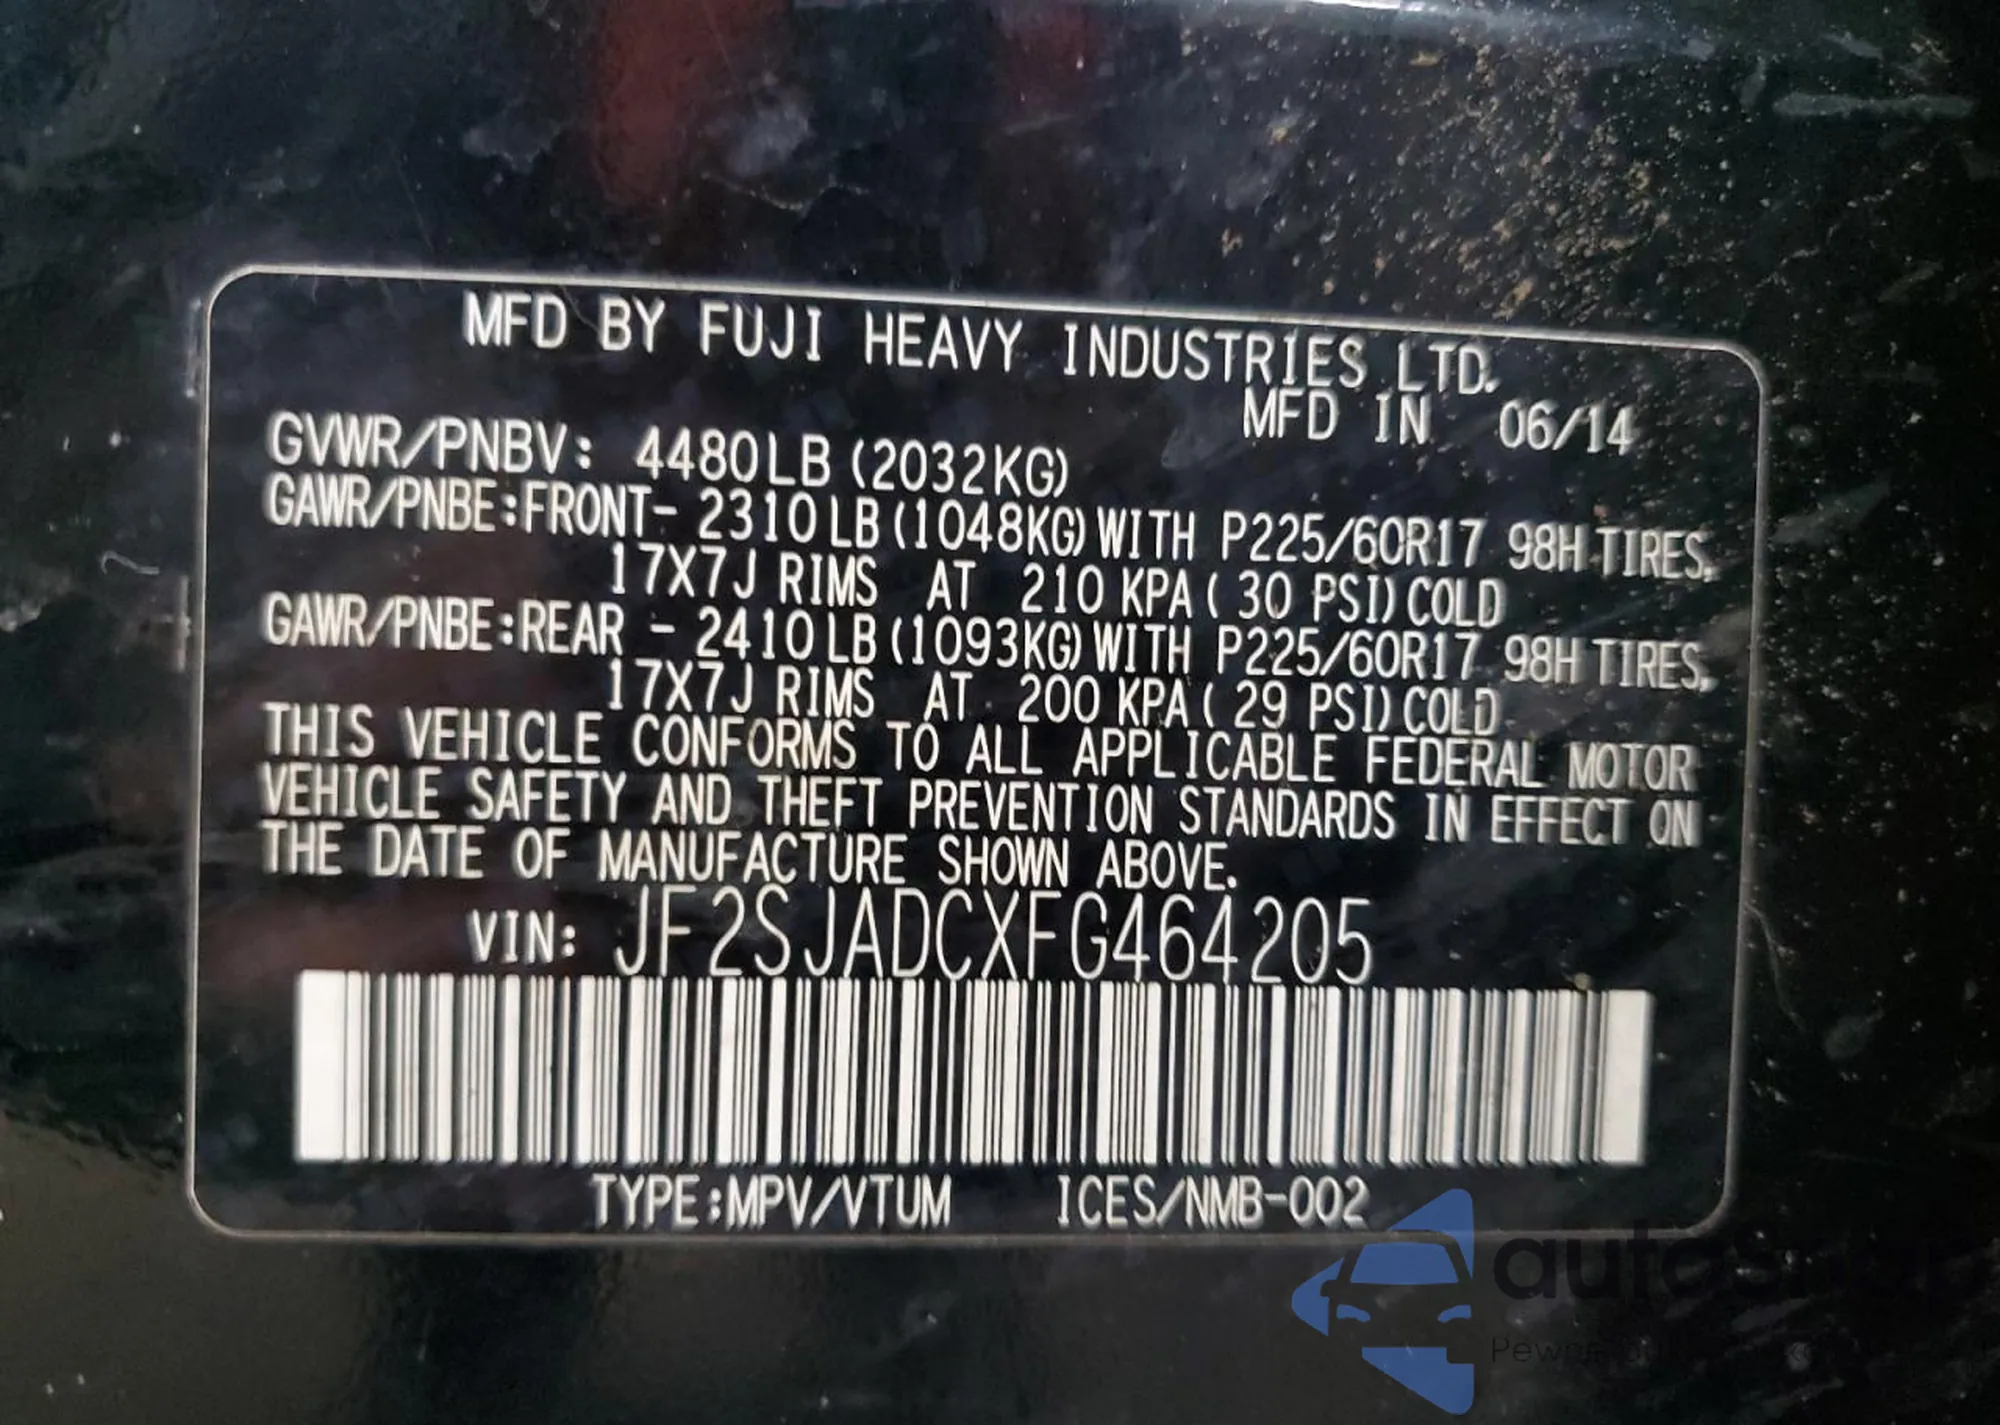 MFD BY FUJI HEAVY INDUSTRIES LTD.
MFD IN 06/14
GVWR/PNBV: 4480LB (2032KG)
GAWR/PNBE:FRONT- 2310LB(1048KG)WITH P225/60R17 98H TIRES,
17X7J RIMS AT 210 KPA( 30 PSI)COLD
GAWR/PNBE:REAR - 2410LB(1093KG)WITH P225/60R17 98H TIRES,
17X7J RIMS AT 200 KPA( 29 PSI)COLD
THIS VEHICLE CONFORMS TO ALL APPLICABLE FEDERAL MOTOR
VEHICLE SAFETY AND THEFT PREVENTION STANDARDS IN EFFECT ON
THE DATE OF MANUFACTURE SHOWN ABOVE.
VIN: JF2SJADCXFG464205
TYPE:MPV/VTUM ICES/NMB-002
autoshop